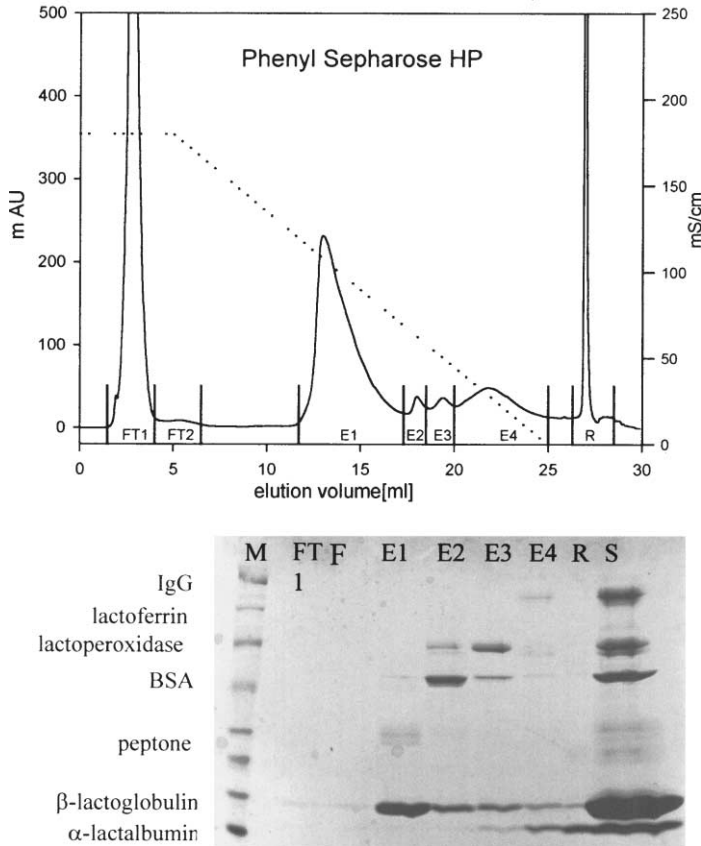 Phenyl Sepharose HP
500
400
300
200
100
0
m AU
250
200
150
100
50
0
mS/cm
FT1 FT2 E1 E2 E3 E4 R
0 5 10 15 20 25 30
elution volume[ml]
M FT1 F E1 E2 E3 E4 R S
IgG
lactoferrin
lactoperoxidase
BSA
peptone
β-lactoglobulin
α-lactalbumin